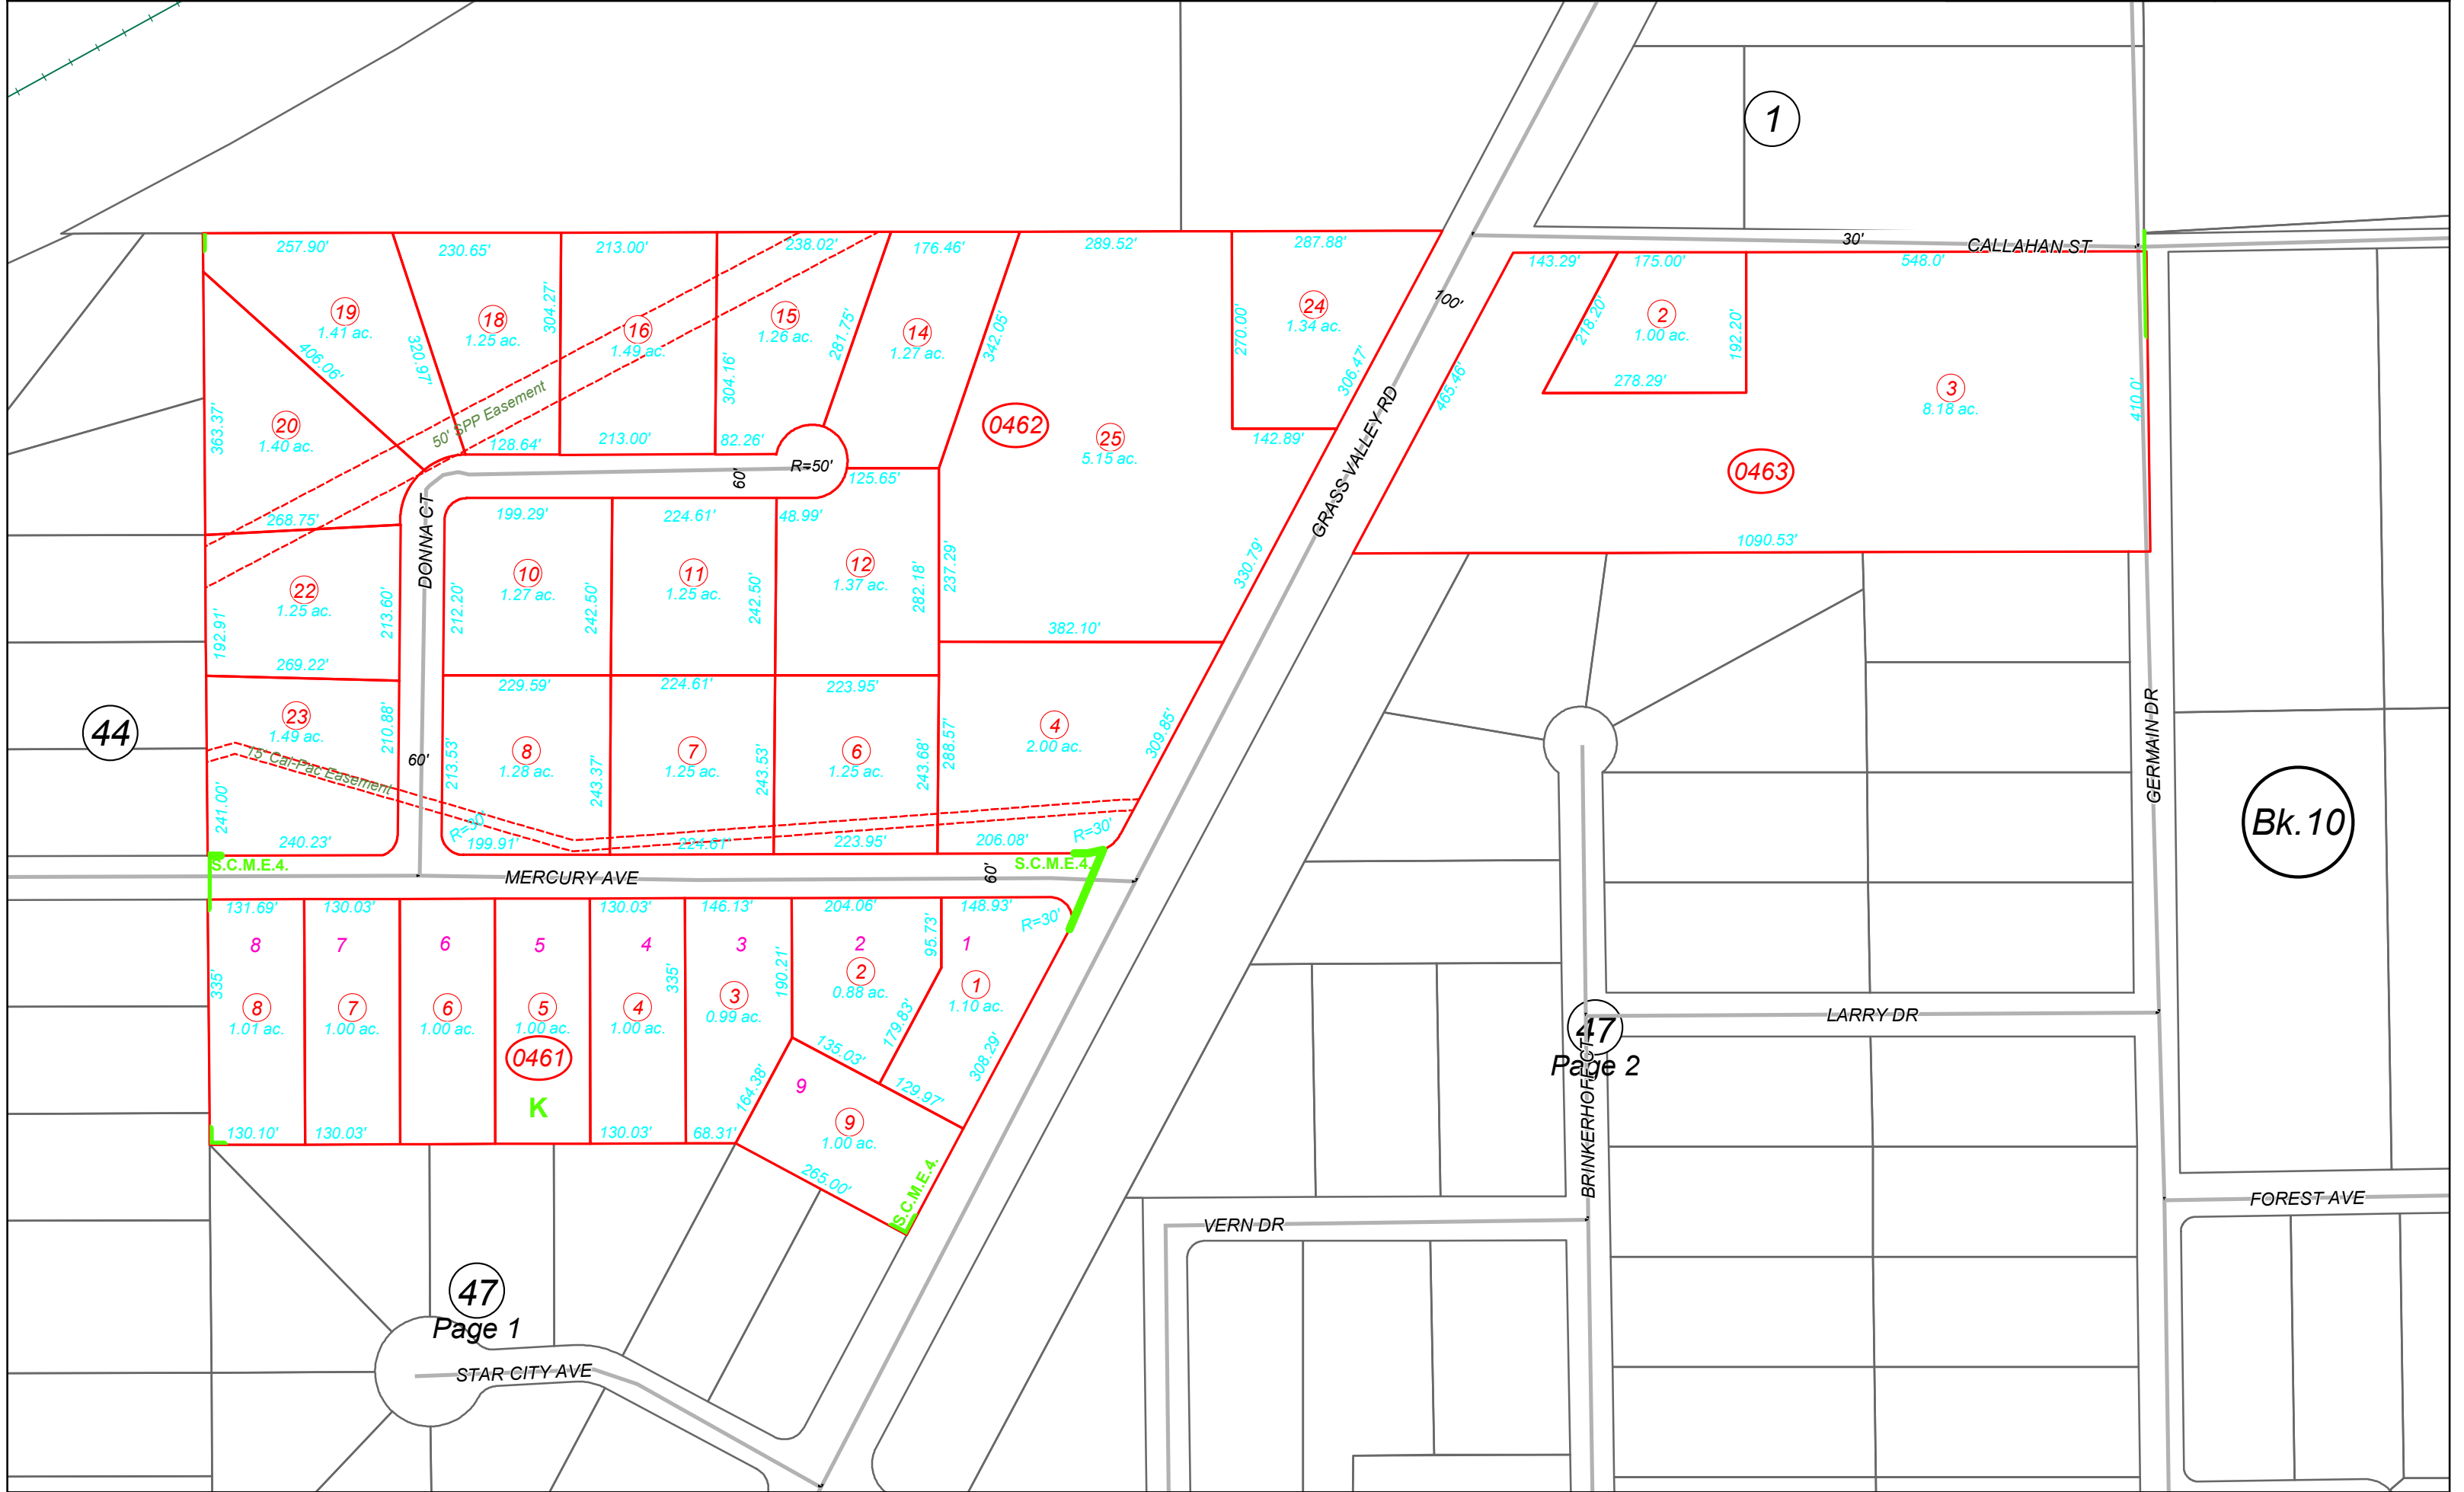 1
30'
CALLAHAN ST
257.90'
230.65'
213.00'
238.02'
176.46'
289.52'
287.88'
143.29'
175.00'
548.0'
100'
19
1.41 ac.
18
1.25 ac.
304.27'
16
1.49 ac.
15
1.26 ac.
281.75'
14
1.27 ac.
342.05'
270.00'
24
1.34 ac.
306.47'
465.46'
218.20'
2
1.00 ac.
192.20'
406.06'
320.97'
304.16'
278.29'
3
8.18 ac.
410.0'
363.37'
20
1.40 ac.
50' SPP Easement
128.64'
213.00'
82.26'
0462
25
5.15 ac.
142.89'
GRASS VALLEY RD
0463
R=50'
60'
125.65'
268.75'
DONNA CT
199.29'
224.61'
48.99'
1090.53'
22
1.25 ac.
192.91'
213.60'
212.20'
10
1.27 ac.
242.50'
11
1.25 ac.
242.50'
12
1.37 ac.
282.18'
237.29'
330.79'
382.10'
269.22'
229.59'
224.61'
223.95'
44
23
1.49 ac.
210.88'
60'
213.53'
8
1.28 ac.
243.37'
7
1.25 ac.
243.53'
6
1.25 ac.
243.68'
288.57'
4
2.00 ac.
309.85'
GERMAIN DR
15' Cal-Pac Easement
241.00'
240.23'
R=30'
199.91'
224.61'
223.95'
206.08'
R=30'
Bk.10
S.C.M.E.4.
MERCURY AVE
60'
S.C.M.E.4.
131.69'
130.03'
130.03'
146.13'
204.06'
148.93'
R=30'
8
7
6
5
4
3
2
1
335'
335'
190.21'
95.73'
8
1.01 ac.
7
1.00 ac.
6
1.00 ac.
5
1.00 ac.
4
1.00 ac.
3
0.99 ac.
2
0.88 ac.
1
1.10 ac.
179.83'
308.29'
0461
K
135.03'
129.97'
164.38'
9
9
1.00 ac.
130.10'
130.03'
130.03'
68.31'
265.00'
S.C.M.E.4.
47
Page 2
BRINKERHOFF CT
LARRY DR
FOREST AVE
VERN DR
47
Page 1
STAR CITY AVE